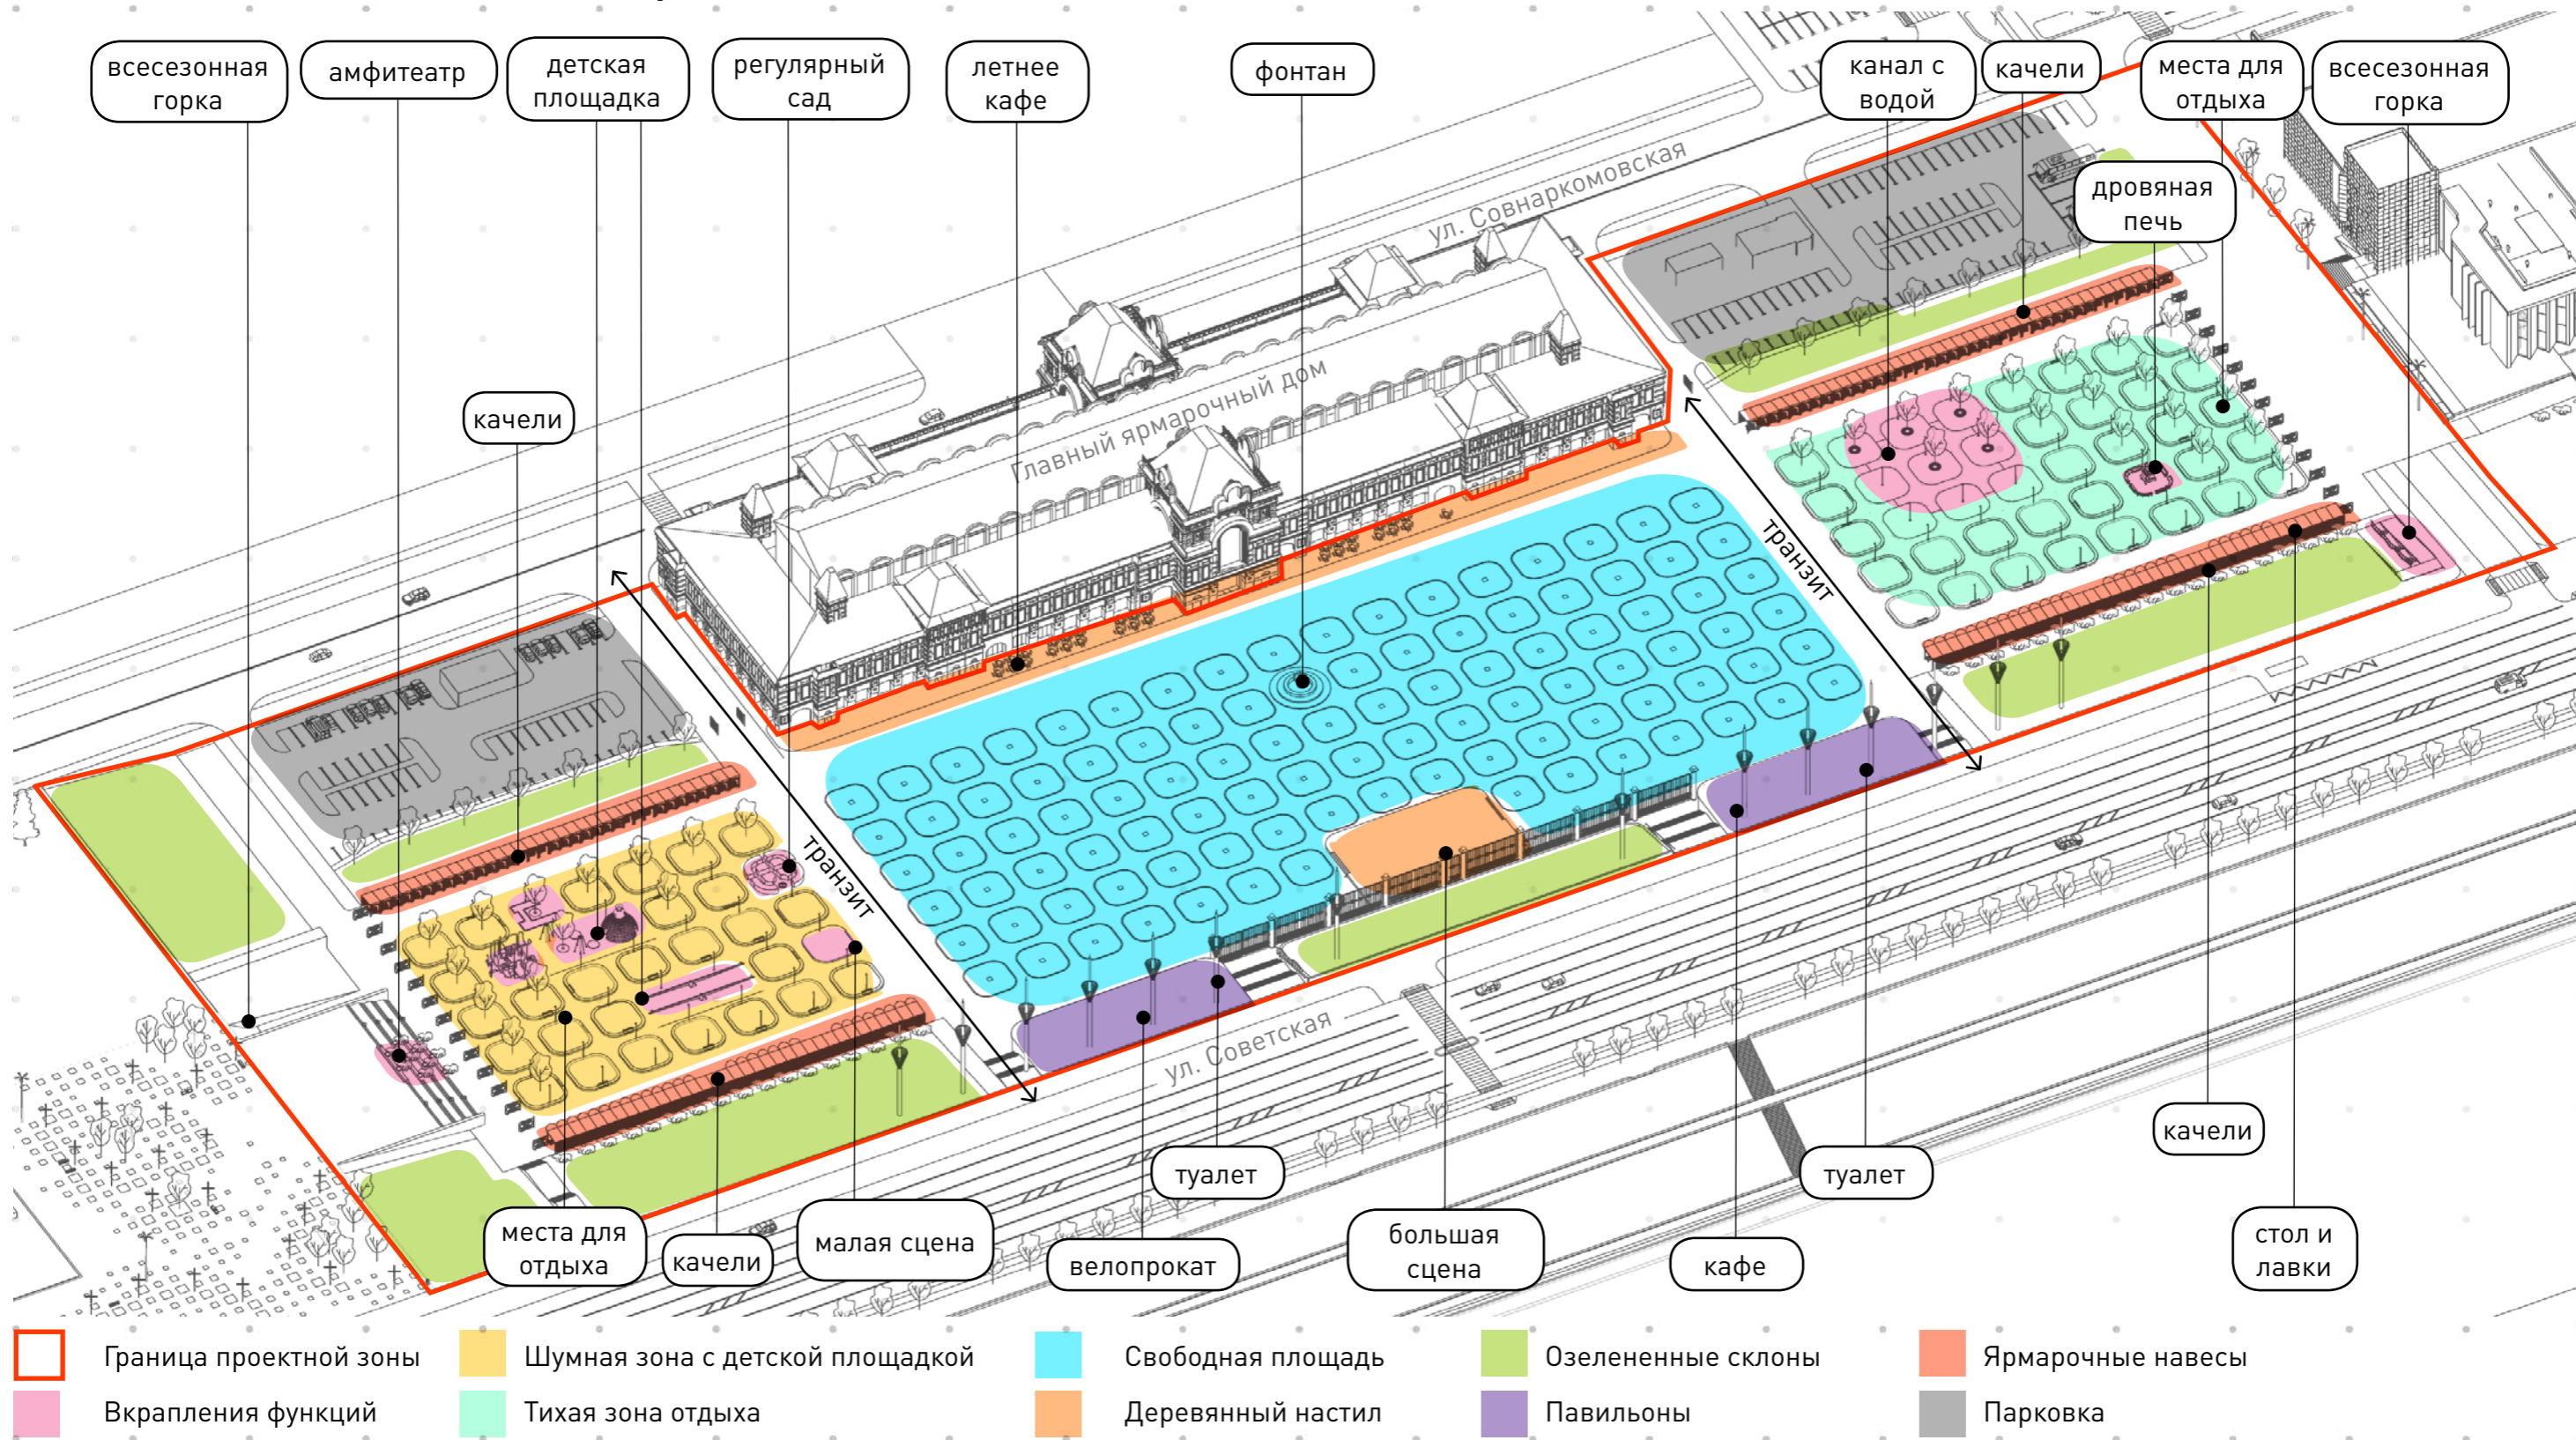 всесезонная
горка
амфитеатр
детская
площадка
регулярный
сад
летнее
кафе
фонтан
канал с
водой
качели
места для
отдыха
всесезонная
горка
дровяная
печь
ул. Совнаркомовская
Главный ярмарочный дом
качели
транзит
транзит
ул. Советская
качели
туалет
туалет
места для
отдыха
качели
малая сцена
велопрокат
большая
сцена
кафе
стол и
лавки
Граница проектной зоны
Шумная зона с детской площадкой
Свободная площадь
Озелененные склоны
Ярмарочные навесы
Вкрапления функций
Тихая зона отдыха
Деревянный настил
Павильоны
Парковка